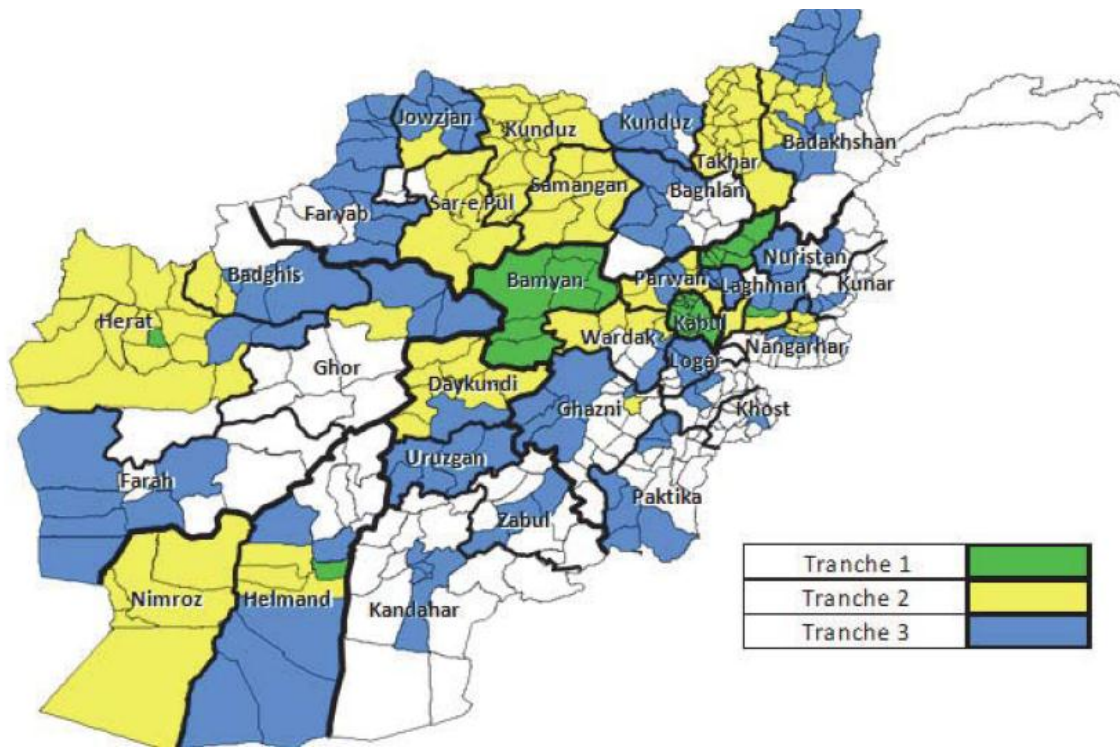 Jowzjan
Kunduz
Kunduz
Takhar
Badakhshan
Samangan
Baghlan
Sar-e Pul
Faryab
Nuristan
Badghis
Bamyan
Parwan
Laghman
Kunar
Herat
Kabul
Wardak
Nangarhar
Ghor
Logar
Daykundi
Ghazni
Khost
Uruzgan
Farah
Paktika
Zabul
Nimroz
Helmand
Kandahar
Tranche 1
Tranche 2
Tranche 3